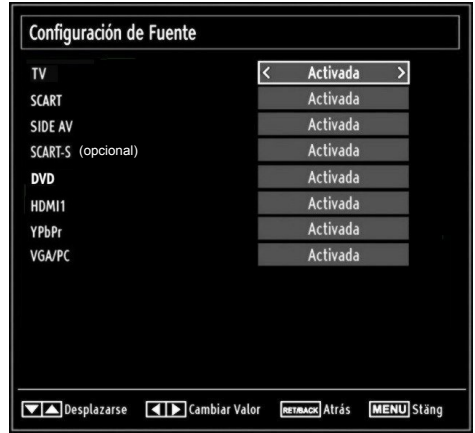 Configuración de Fuente
TV < Activada >
SCART Activada
SIDE AV Activada
SCART-S (opcional) Activada
DVD Activada
HDMI1 Activada
YPbPr Activada
VGA/PC Activada
Desplazarse Cambiar Valor RET/BACK Atrás MENU Stäng